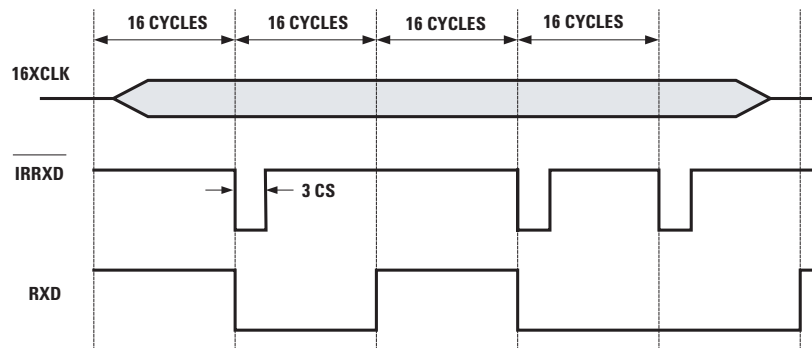 16 CYCLES 16 CYCLES 16 CYCLES 16 CYCLES
16XCLK
IRRXD
3 CS
RXD